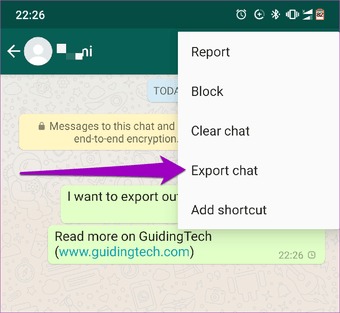 22:26
ni
Report
TODA
Block
Messages to this chat and
end-to-end encryption.
Clear chat
Export chat
I want to export ou
Add shortcut
Read more on GuidingTech
(www.guidingtech.com)
22:26